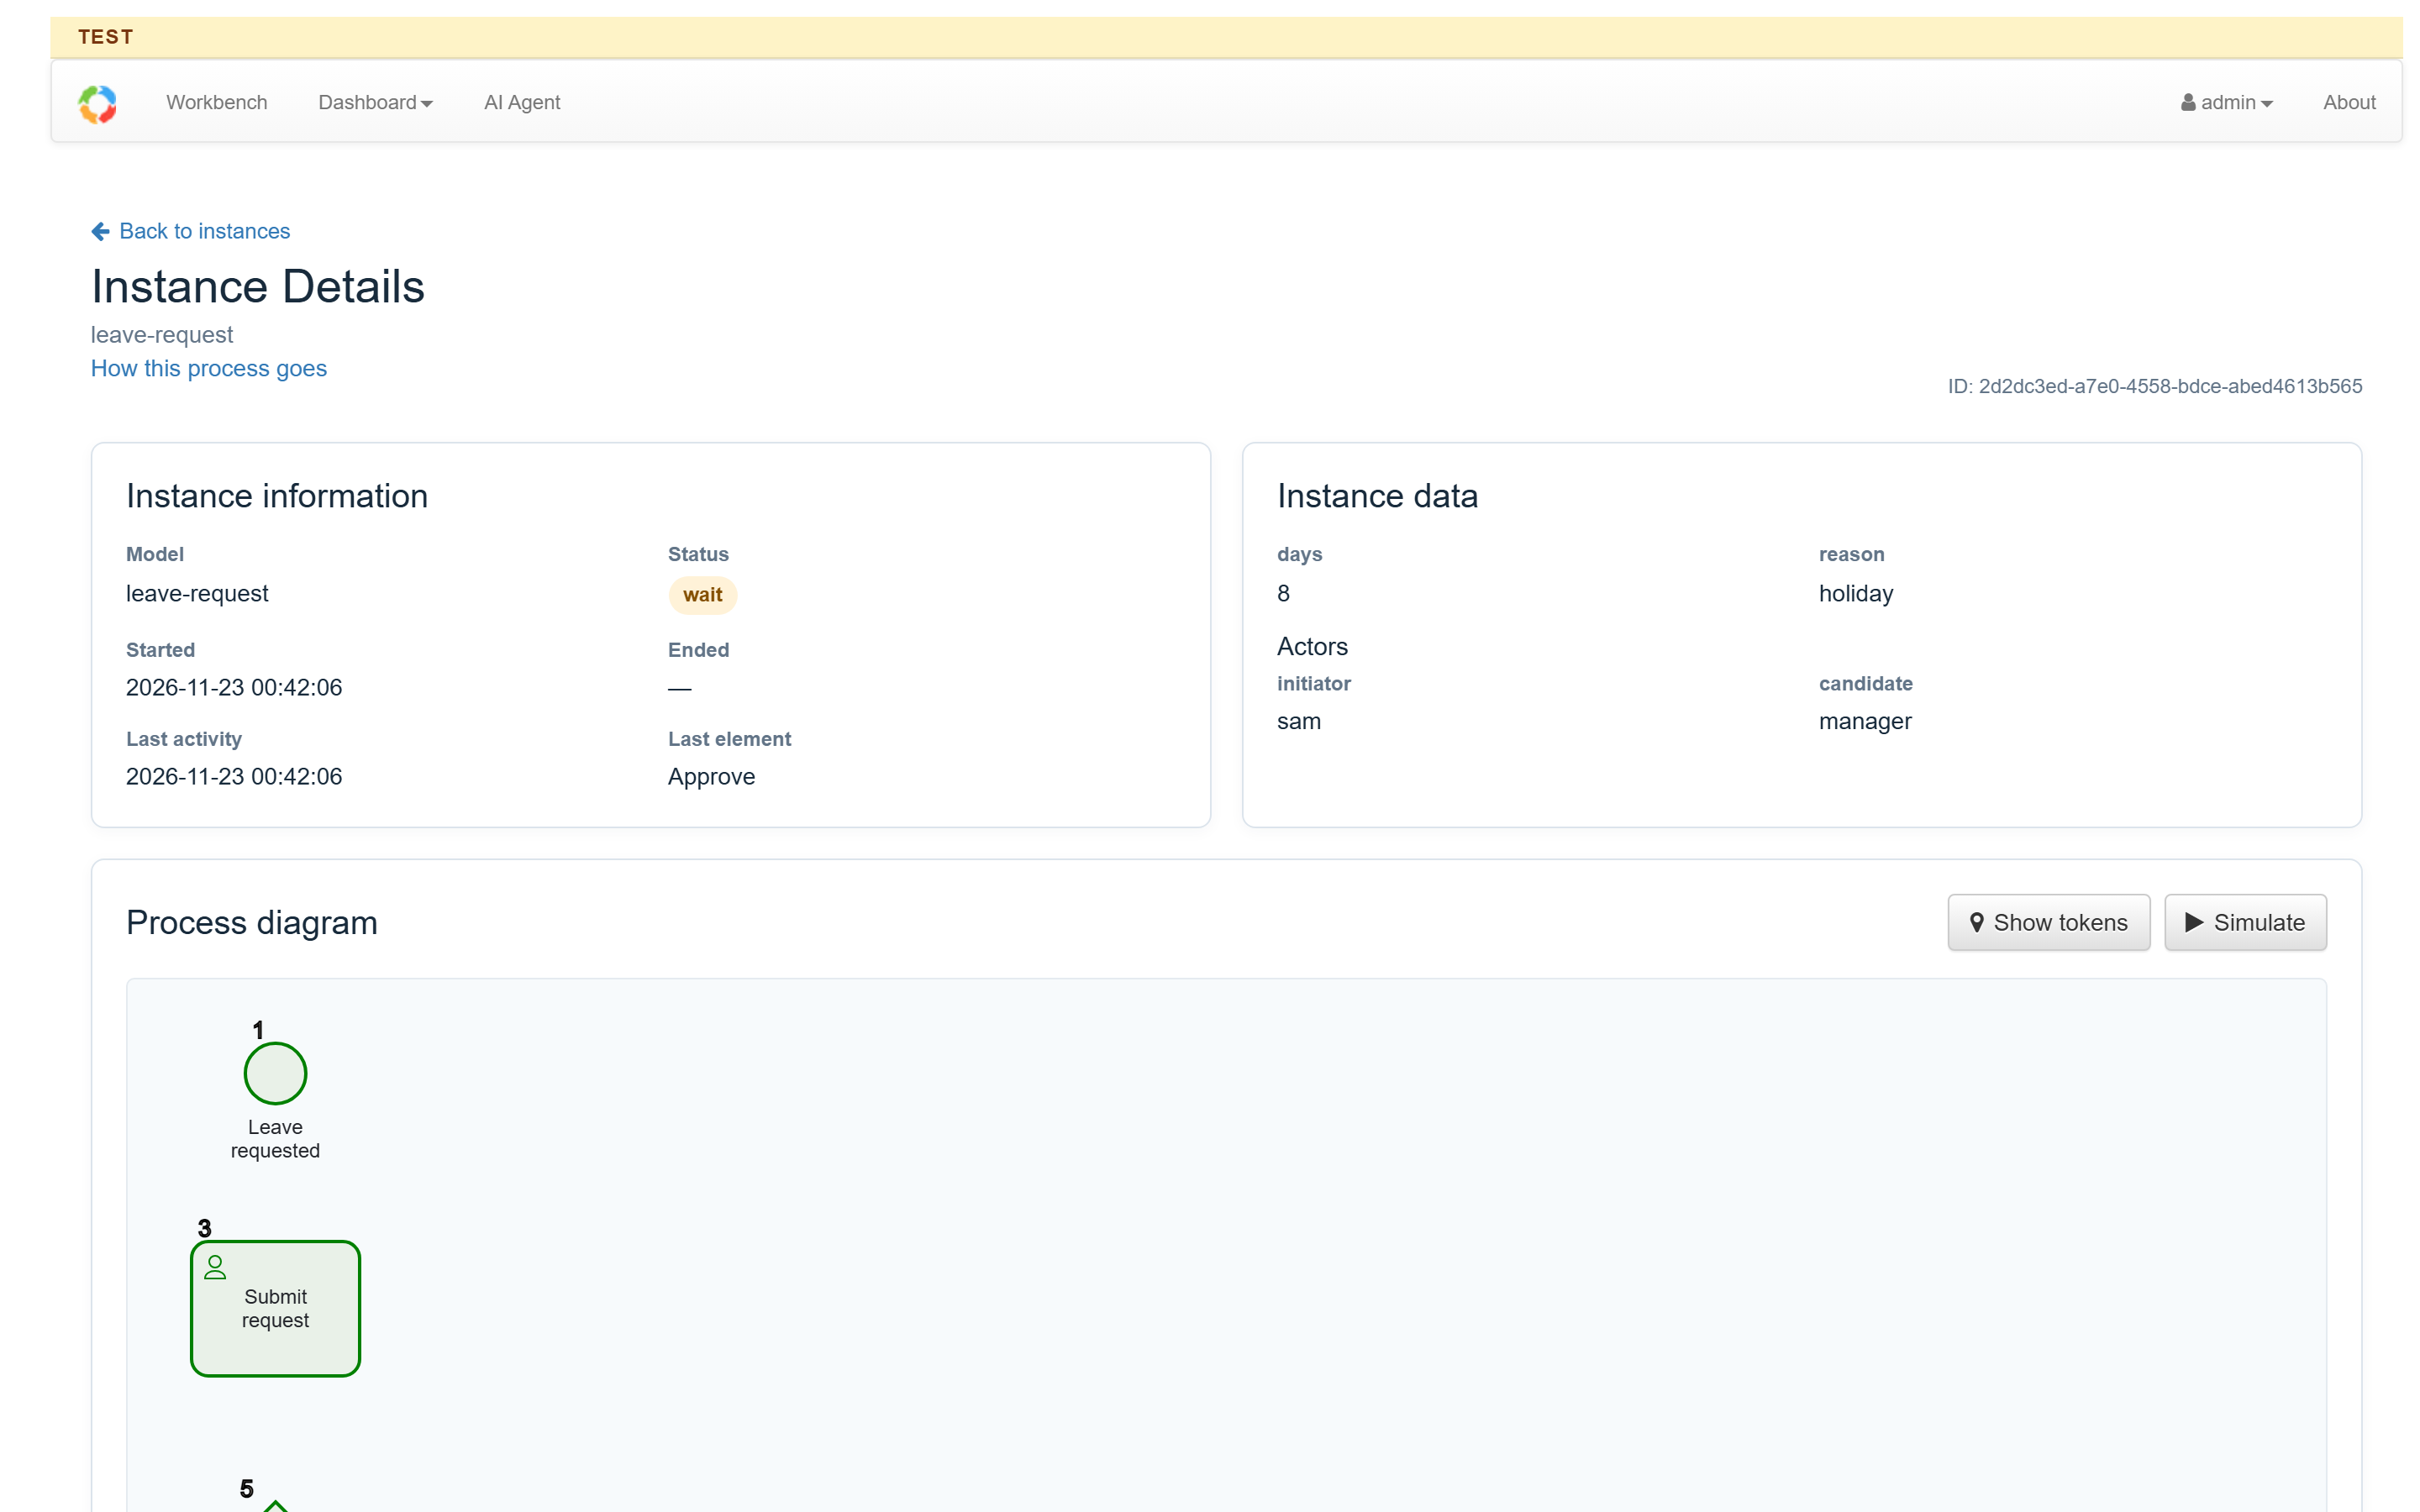 TEST
Workbench Dashboard AI Agent admin About
Back to instances
Instance Details
leave-request
How this process goes
ID: 2d2dc3ed-a7e0-4558-bdce-abed4613b565
Instance information
Model Status
leave-request wait
Started Ended
2026-11-23 00:42:06 —
Last activity Last element
2026-11-23 00:42:06 Approve
Instance data
days reason
8 holiday
Actors
initiator candidate
sam manager
Process diagram
Show tokens Simulate
1
Leave
requested
3
Submit
request
5